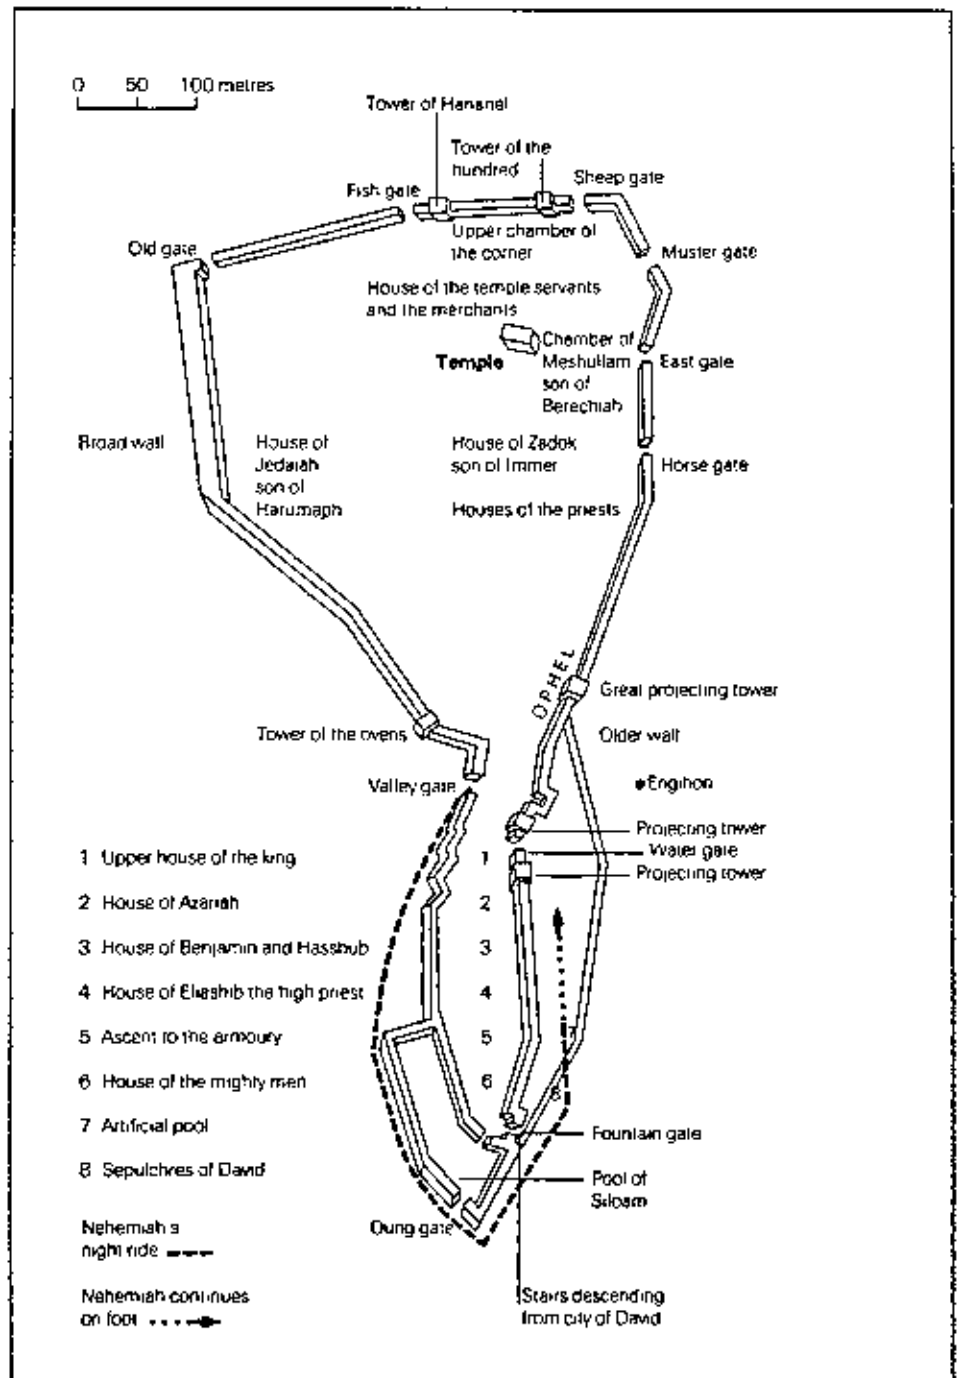 0 50 100 metres
Tower of Hananel
Tower of the
hundred
Sheep gate
Fish gate
Upper chamber of
the corner
Old gate
Muster gate
House of the temple servants
and the merchants
Temple
Chamber of
Meshullam
son of
Berechiah
East gate
Broad wall
House of
Jedaiah
son of
Harumaph
House of Zadok
son of Immer
Horse gate
Houses of the priests
OPHEL
Great projecting tower
Tower of the ovens
Older wall
Valley gate
Engihon
Projecting tower
Water gate
Projecting tower
1 Upper house of the king
2 House of Azariah
3 House of Benjamin and Hasshub
4 House of Eliashib the high priest
5 Ascent to the armoury
6 House of the mighty men
7 Artificial pool
8 Sepulchres of David
1
2
3
4
5
6
7
8
Fountain gate
Pool of
Siloam
Dung gate
Nehemiah s
night ride
Nehemiah continues
on foot
Stairs descending
from city of David